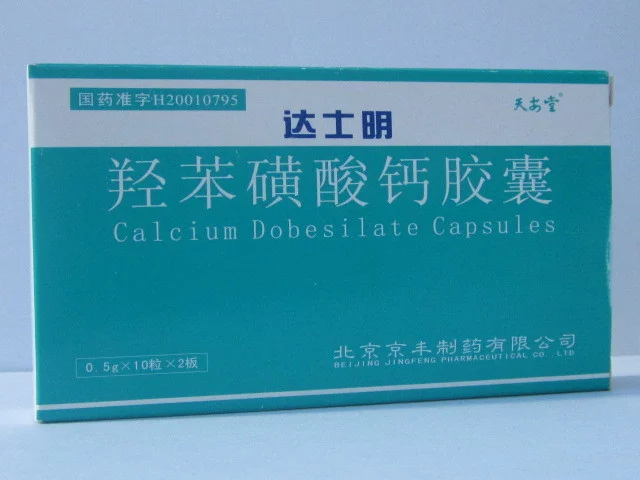 国药准字H20010795
天安堂®
达士明
羟苯磺酸钙胶囊
Calcium Dobesilate Capsules
0.5g×10粒×2板
北京京丰制药有限公司
BEIJING JINGFENG PHARMACEUTICAL CO. LTD